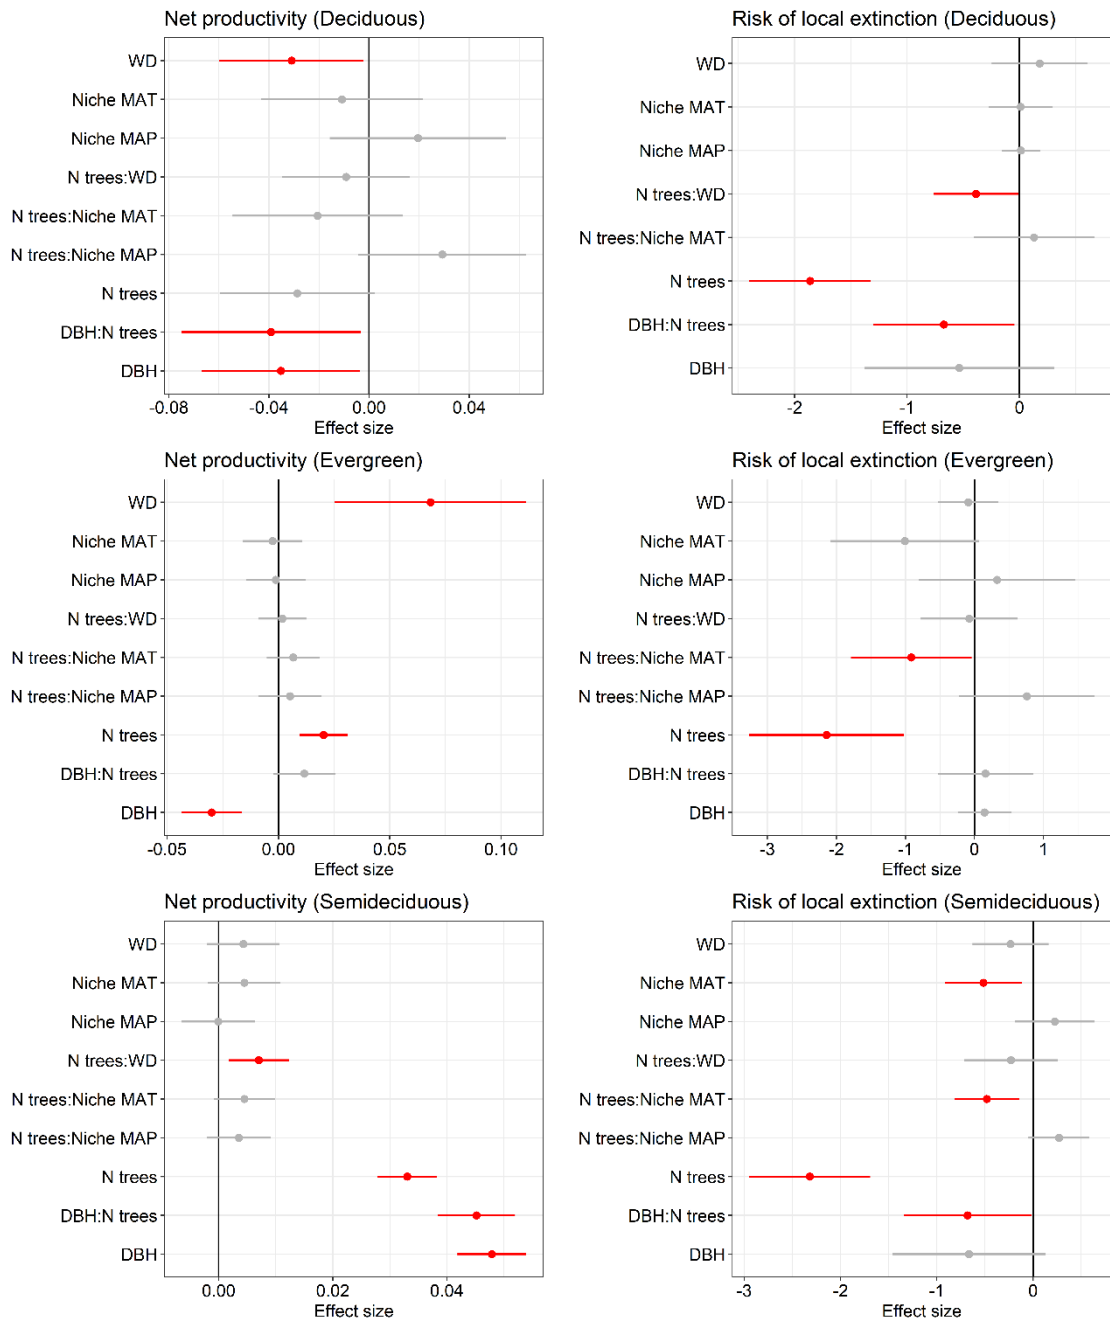 Net productivity (Deciduous)
WD
Niche MAT
Niche MAP
N trees:WD
N trees:Niche MAT
N trees:Niche MAP
N trees
DBH:N trees
DBH
-0.08 -0.04 0.00 0.04
Effect size
Risk of local extinction (Deciduous)
WD
Niche MAT
Niche MAP
N trees:WD
N trees:Niche MAT
N trees
DBH:N trees
DBH
-2 -1 0
Effect size
Net productivity (Evergreen)
WD
Niche MAT
Niche MAP
N trees:WD
N trees:Niche MAT
N trees:Niche MAP
N trees
DBH:N trees
DBH
-0.05 0.00 0.05 0.10
Effect size
Risk of local extinction (Evergreen)
WD
Niche MAT
Niche MAP
N trees:WD
N trees:Niche MAT
N trees:Niche MAP
N trees
DBH:N trees
DBH
-3 -2 -1 0 1
Effect size
Net productivity (Semideciduous)
WD
Niche MAT
Niche MAP
N trees:WD
N trees:Niche MAT
N trees:Niche MAP
N trees
DBH:N trees
DBH
0.00 0.02 0.04
Effect size
Risk of local extinction (Semideciduous)
WD
Niche MAT
Niche MAP
N trees:WD
N trees:Niche MAT
N trees:Niche MAP
N trees
DBH:N trees
DBH
-3 -2 -1 0
Effect size